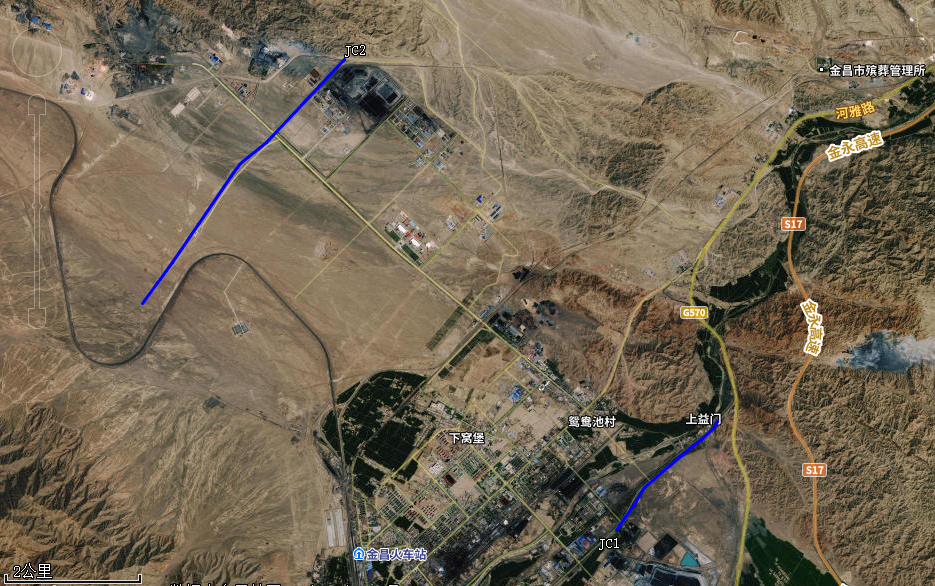 JC2
金昌市殡葬管理所
河雅路
金永高速
S17
金永高速
G570
鸳鸯池村
上益门
下窝堡
S17
JC1
金昌火车站
2公里